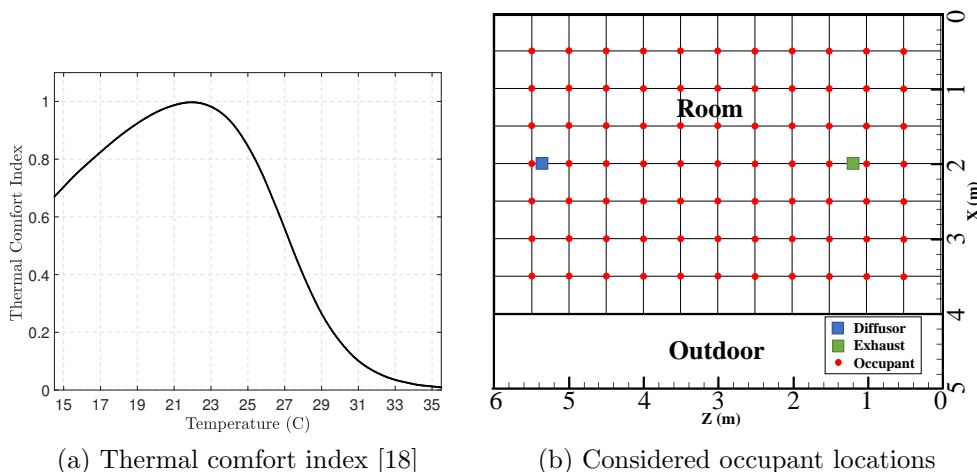 Thermal Comfort Index
1
0.8
0.6
0.4
0.2
0
15 17 19 21 23 25 27 29 31 33 35
Temperature (C)
(a) Thermal comfort index [18]
Room
Outdoor
Diffusor
Exhaust
Occupant
0
1
2
3
4
5
X (m)
6 5 4 3 2 1 0
Z (m)
(b) Considered occupant locations